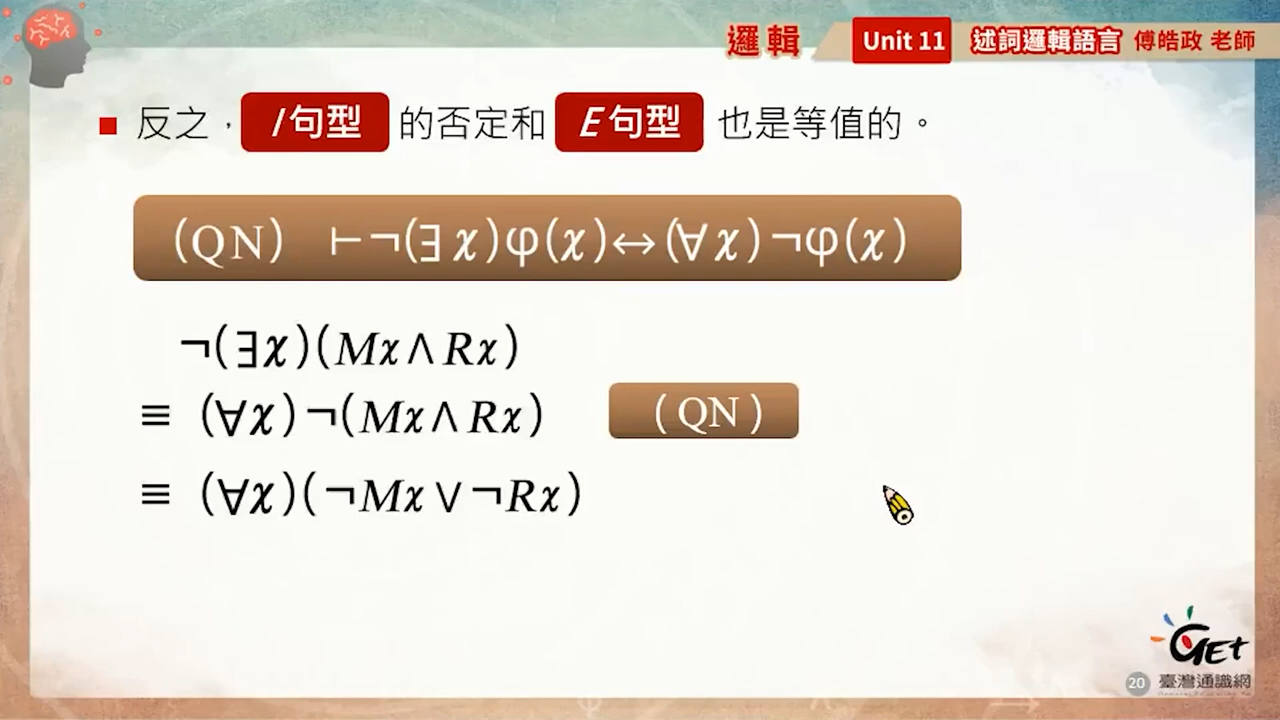 邏輯 Unit 11 述詞邏輯語言 傅皓政 老師
反之，I句型 的否定和 E句型 也是等值的。
(QN) ⊢¬(∃χ)φ(χ)↔(∀χ)¬φ(χ)
¬(∃χ)(Mχ∧Rχ)
≡ (∀χ)¬(Mχ∧Rχ) (QN)
≡ (∀χ)(¬Mχ∨¬Rχ)
GET
20 臺灣通識網